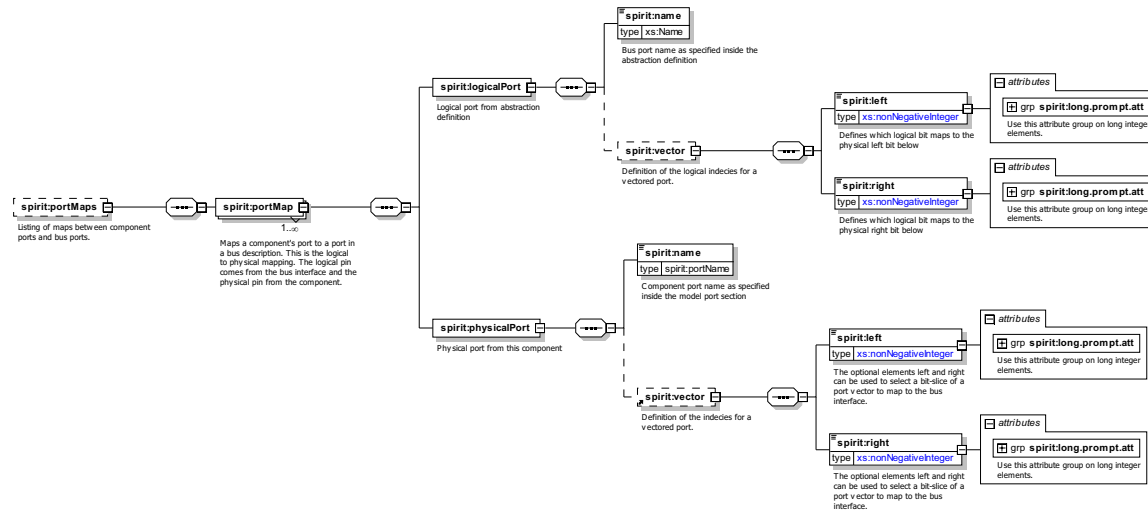 spirit:portMaps
Listing of maps between component
ports and bus ports.
spirit:portMap
1..∞
Maps a component's port to a port in
a bus description. This is the logical
to physical mapping. The logical pin
comes from the bus interface and the
physical pin from the component.
spirit:logicalPort
Logical port from abstraction
definition
spirit:name
type xs:Name
Bus port name as specified inside the
abstraction definition
spirit:vector
Definition of the logical indecies for a
vectored port.
spirit:left
type xs:nonNegativeInteger
Defines which logical bit maps to the
physical left bit below
attributes
grp spirit:long.prompt.att
Use this attribute group on long integer
elements.
spirit:right
type xs:nonNegativeInteger
Defines which logical bit maps to the
physical right bit below
attributes
grp spirit:long.prompt.att
Use this attribute group on long integer
elements.
spirit:physicalPort
Physical port from this component
spirit:name
type spirit:portName
Component port name as specified
inside the model port section
spirit:vector
Definition of the indecies for a
vectored port.
spirit:left
type xs:nonNegativeInteger
The optional elements left and right
can be used to select a bit-slice of a
port vector to map to the bus
interface.
attributes
grp spirit:long.prompt.att
Use this attribute group on long integer
elements.
spirit:right
type xs:nonNegativeInteger
The optional elements left and right
can be used to select a bit-slice of a
port vector to map to the bus
interface.
attributes
grp spirit:long.prompt.att
Use this attribute group on long integer
elements.